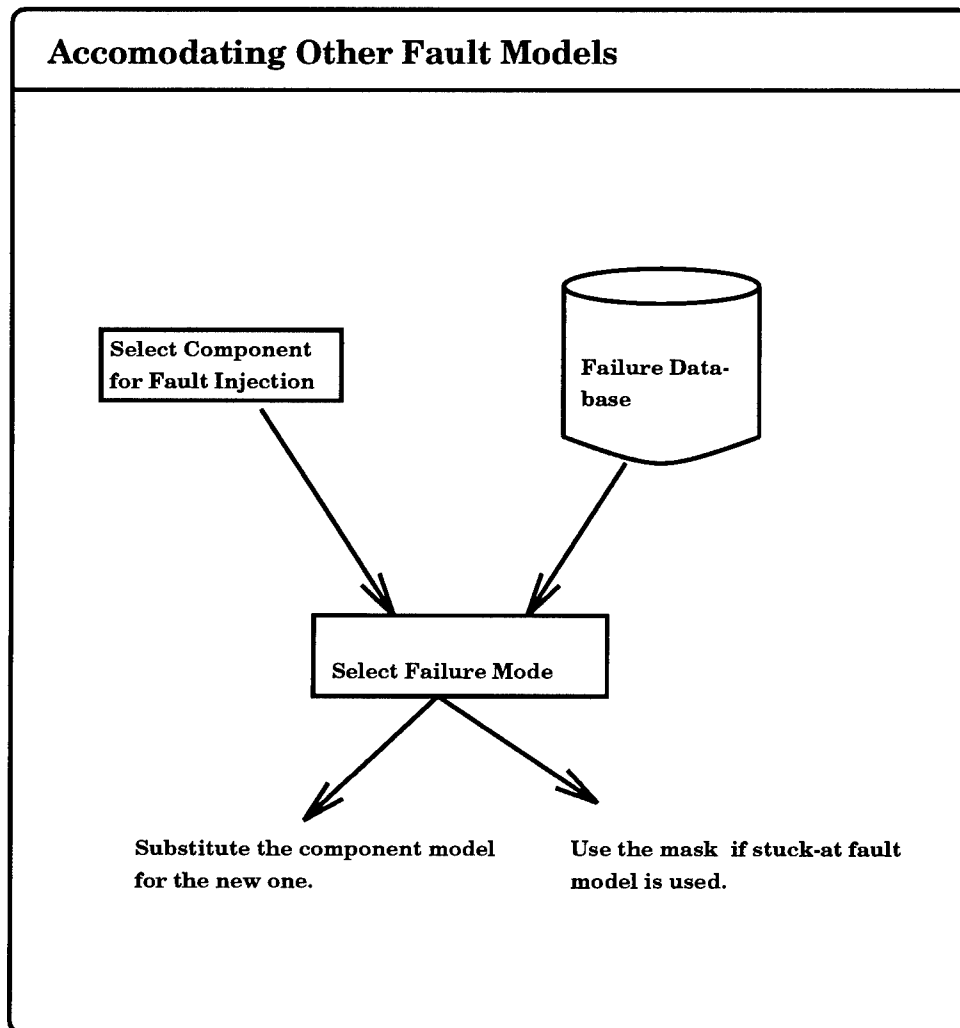 Accomodating Other Fault Models
Select Component
for Fault Injection
Failure Data-
base
Select Failure Mode
Substitute the component model
for the new one.
Use the mask if stuck-at fault
model is used.